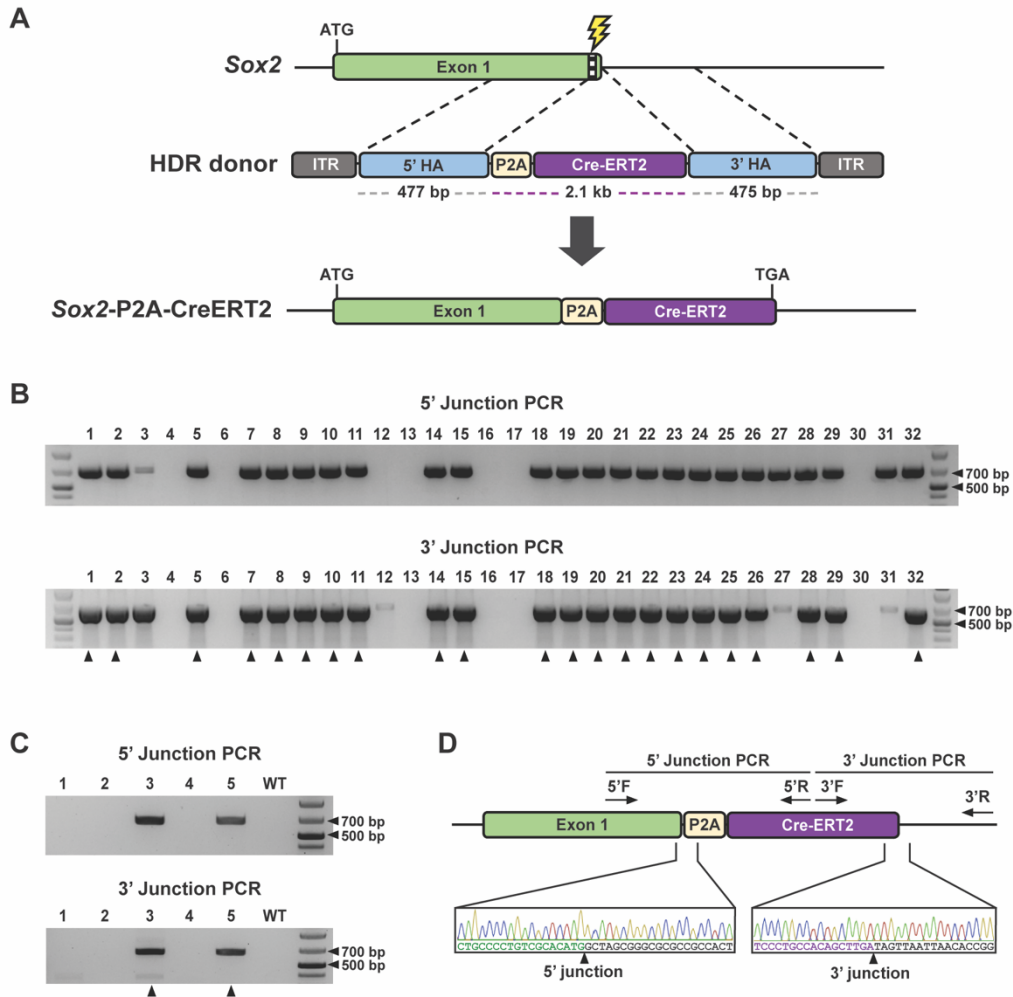 A
ATG
Sox2
Exon 1
HDR donor
ITR
5' HA
P2A
Cre-ERT2
3' HA
ITR
477 bp
2.1 kb
475 bp
ATG
TGA
Sox2-P2A-CreERT2
Exon 1
P2A
Cre-ERT2
B
5' Junction PCR
1 2 3 4 5 6 7 8 9 10 11 12 13 14 15 16 17 18 19 20 21 22 23 24 25 26 27 28 29 30 31 32
700 bp
500 bp
3' Junction PCR
1 2 3 4 5 6 7 8 9 10 11 12 13 14 15 16 17 18 19 20 21 22 23 24 25 26 27 28 29 30 31 32
700 bp
500 bp
C
5' Junction PCR
1 2 3 4 5 WT
700 bp
500 bp
3' Junction PCR
1 2 3 4 5 WT
700 bp
500 bp
D
5' Junction PCR
3' Junction PCR
5'F
5'R
3'F
3'R
Exon 1
P2A
Cre-ERT2
CTGCCCCTGTCGCACATGGCTAGCGGGCGCGCCGCCACT
5' junction
TCCCTGCCACAGCTTGATAGTTAATTAACACCGG
3' junction